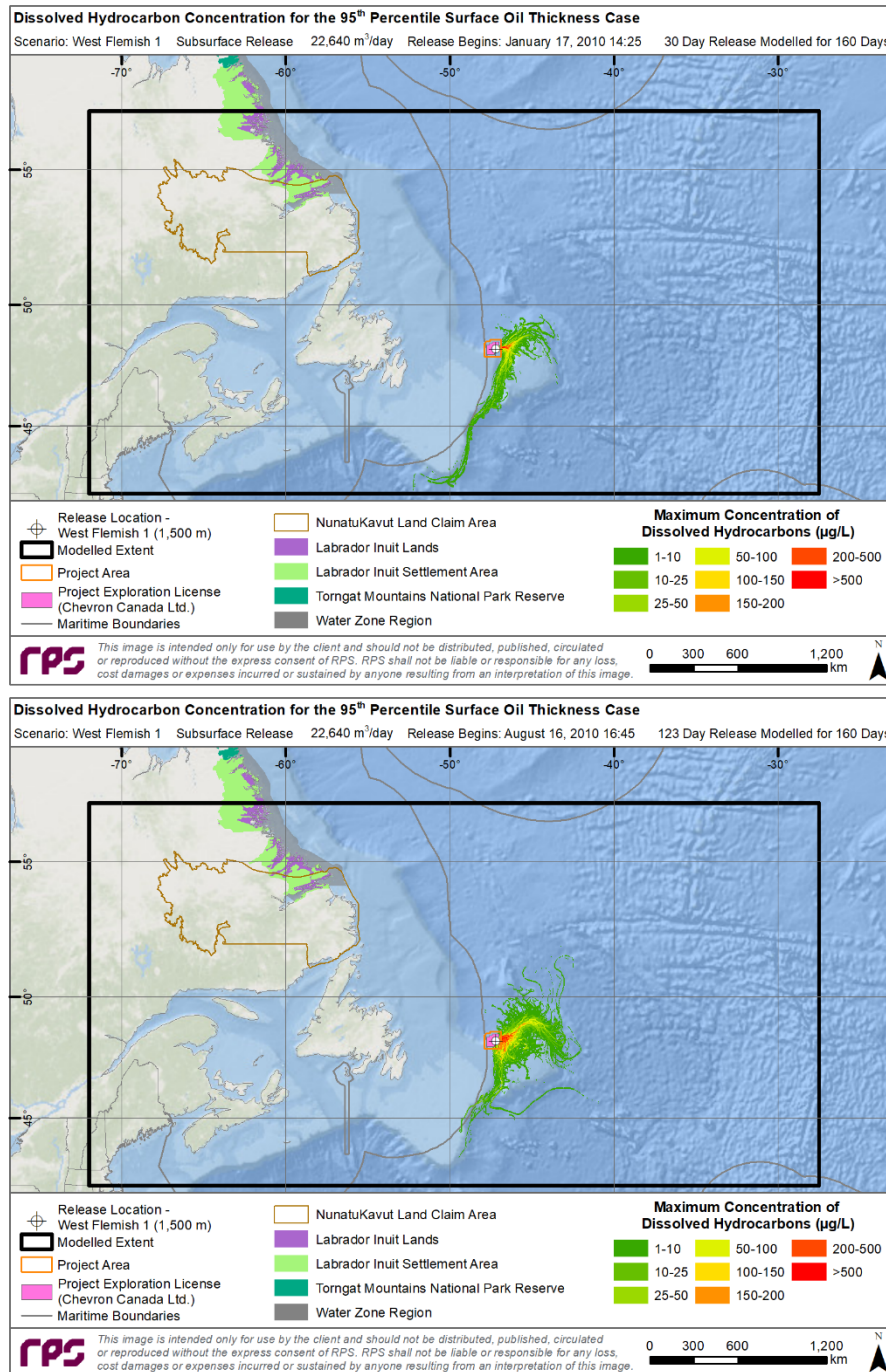 Dissolved Hydrocarbon Concentration for the 95th Percentile Surface Oil Thickness Case
Scenario: West Flemish 1 Subsurface Release 22,640 m³/day Release Begins: January 17, 2010 14:25 30 Day Release Modelled for 160 Days
-70° -60° -50° -40° -30°
55°
50°
45°
Release Location -
West Flemish 1 (1,500 m)
Modelled Extent
Project Area
Project Exploration License
(Chevron Canada Ltd.)
Maritime Boundaries
NunatuKavut Land Claim Area
Labrador Inuit Lands
Labrador Inuit Settlement Area
Torngat Mountains National Park Reserve
Water Zone Region
Maximum Concentration of
Dissolved Hydrocarbons (µg/L)
1-10 50-100 200-500
10-25 100-150 >500
25-50 150-200
rps
This image is intended only for use by the client and should not be distributed, published, circulated
or reproduced without the express consent of RPS. RPS shall not be liable or responsible for any loss,
cost damages or expenses incurred or sustained by anyone resulting from an interpretation of this image.
0 300 600 1,200
km
N
Dissolved Hydrocarbon Concentration for the 95th Percentile Surface Oil Thickness Case
Scenario: West Flemish 1 Subsurface Release 22,640 m³/day Release Begins: August 16, 2010 16:45 123 Day Release Modelled for 160 Days
-70° -60° -50° -40° -30°
55°
50°
45°
Release Location -
West Flemish 1 (1,500 m)
Modelled Extent
Project Area
Project Exploration License
(Chevron Canada Ltd.)
Maritime Boundaries
NunatuKavut Land Claim Area
Labrador Inuit Lands
Labrador Inuit Settlement Area
Torngat Mountains National Park Reserve
Water Zone Region
Maximum Concentration of
Dissolved Hydrocarbons (µg/L)
1-10 50-100 200-500
10-25 100-150 >500
25-50 150-200
rps
This image is intended only for use by the client and should not be distributed, published, circulated
or reproduced without the express consent of RPS. RPS shall not be liable or responsible for any loss,
cost damages or expenses incurred or sustained by anyone resulting from an interpretation of this image.
0 300 600 1,200
km
N